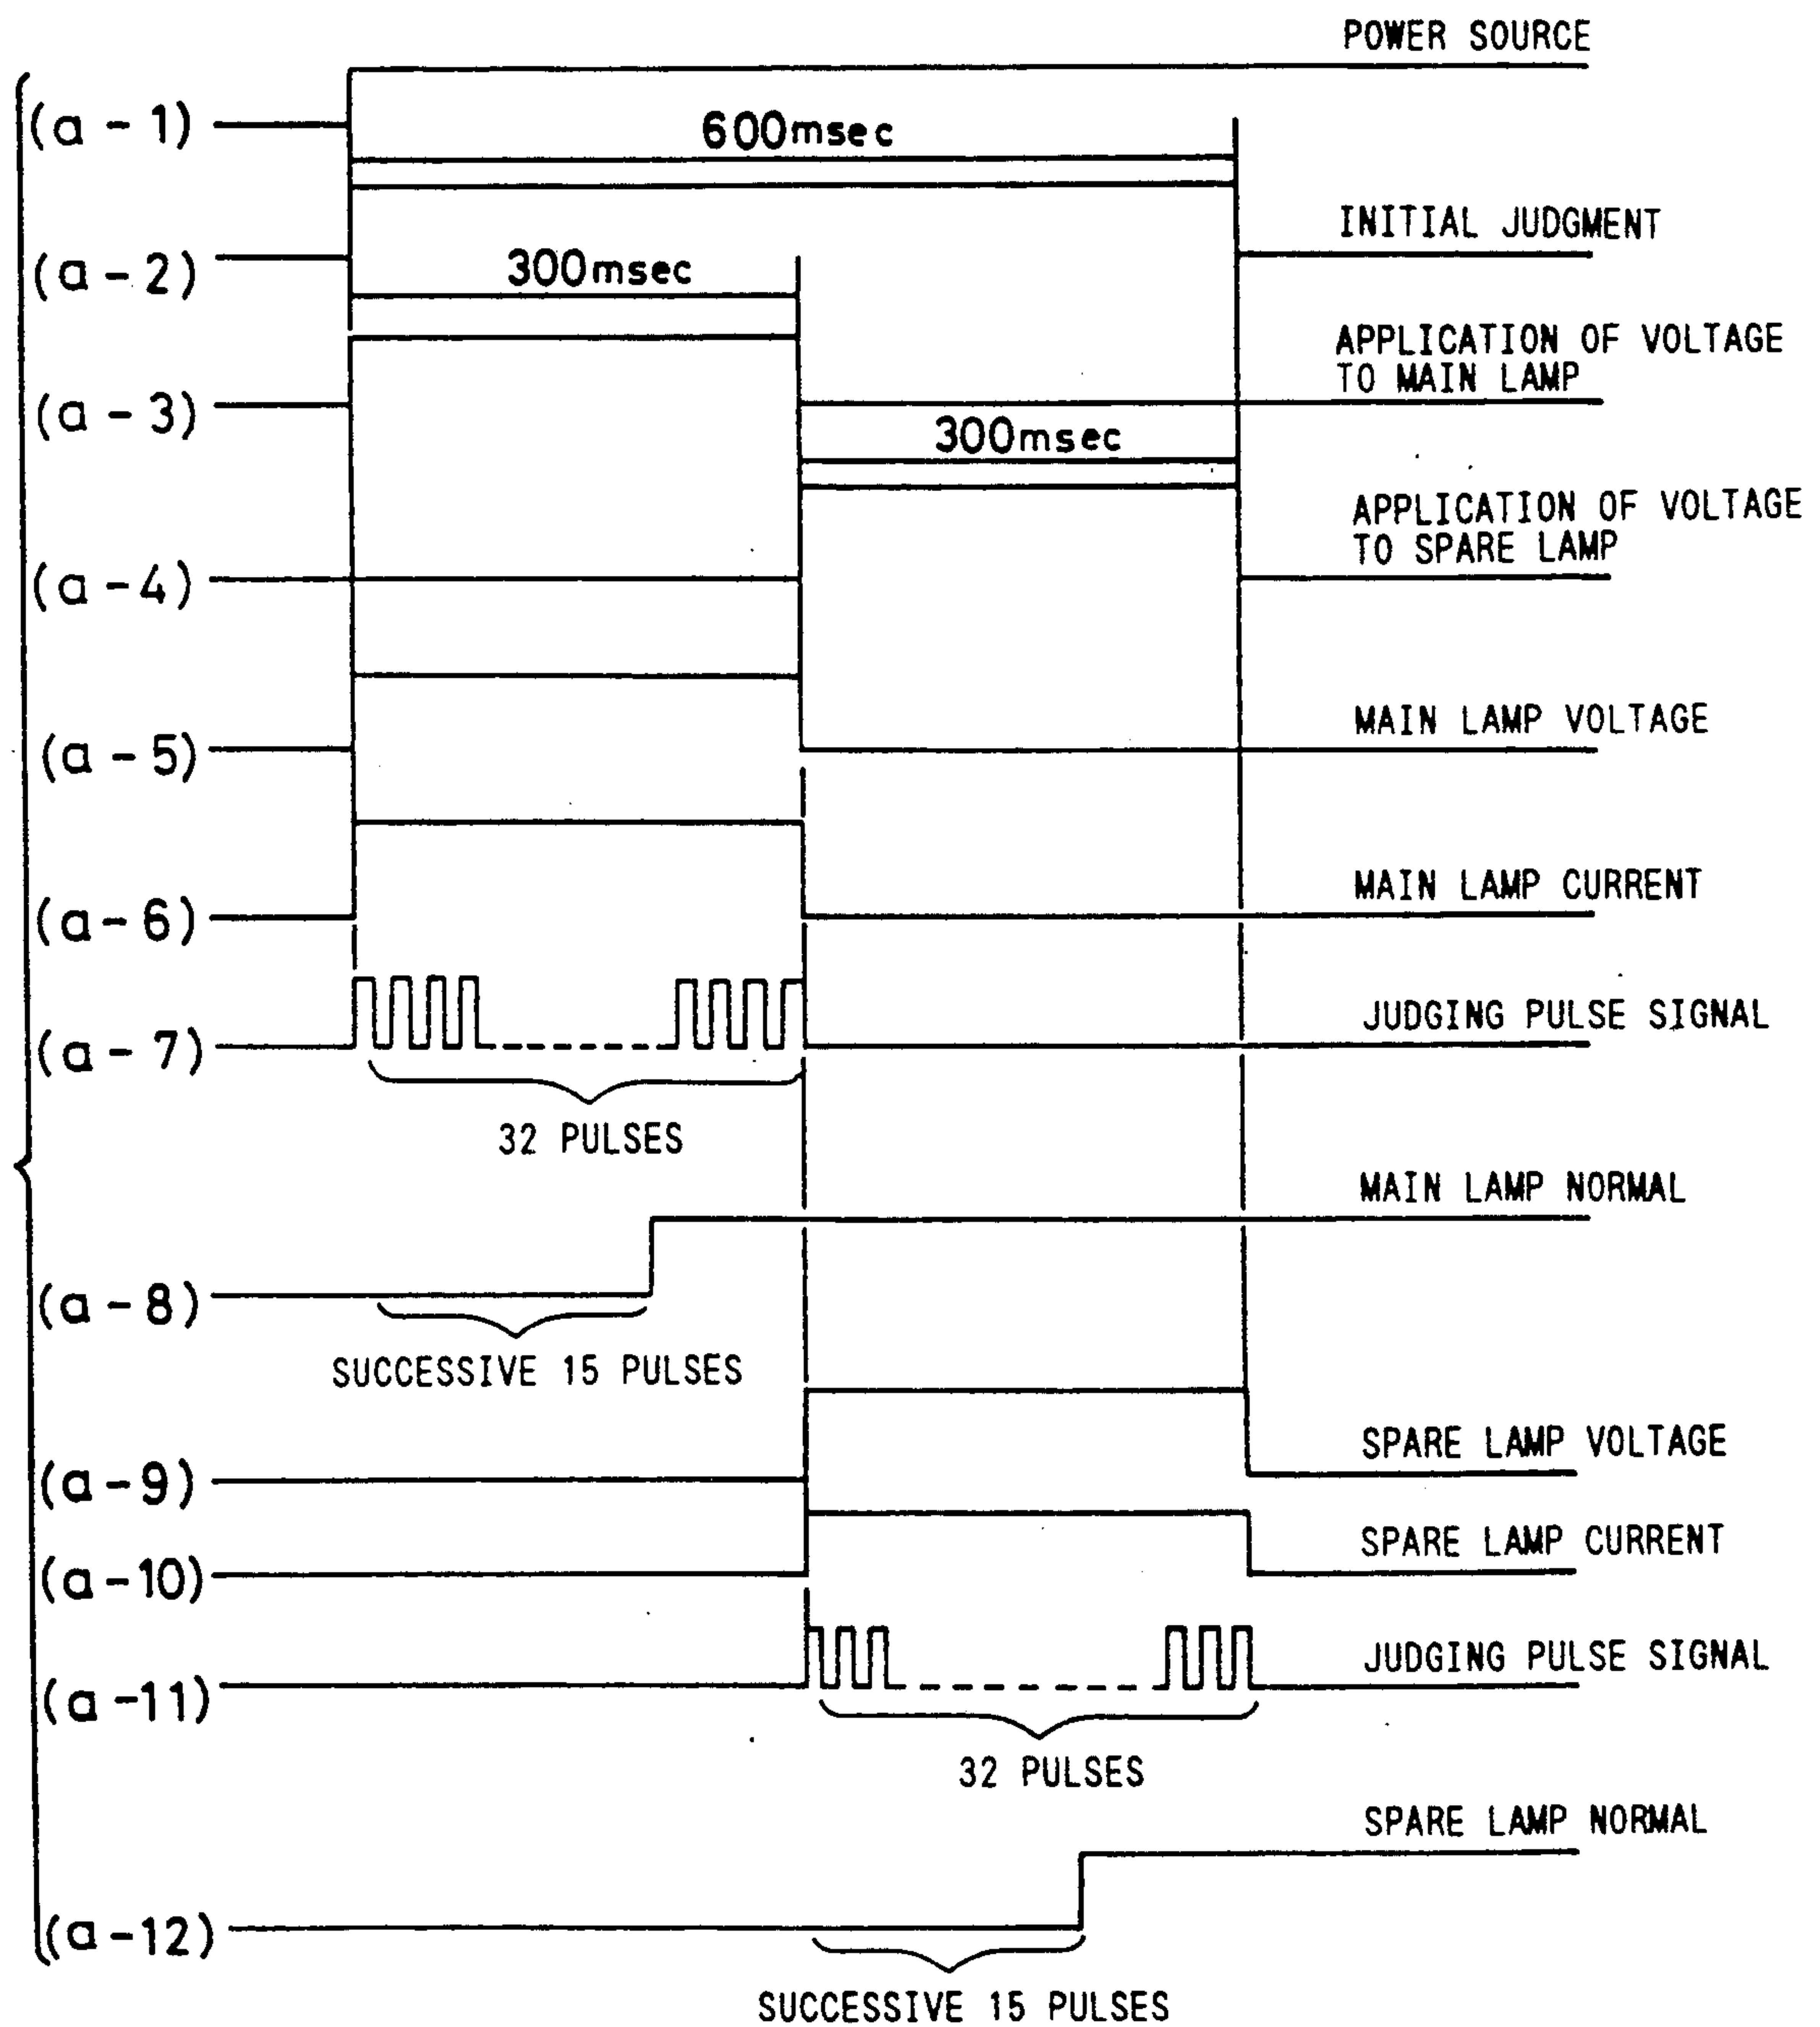 POWER SOURCE
(a-1)
600msec
INITIAL JUDGMENT
(a-2)
300msec
APPLICATION OF VOLTAGE
TO MAIN LAMP
(a-3)
300msec
APPLICATION OF VOLTAGE
TO SPARE LAMP
(a-4)
MAIN LAMP VOLTAGE
(a-5)
MAIN LAMP CURRENT
(a-6)
JUDGING PULSE SIGNAL
(a-7)
32 PULSES
MAIN LAMP NORMAL
(a-8)
SUCCESSIVE 15 PULSES
SPARE LAMP VOLTAGE
(a-9)
SPARE LAMP CURRENT
(a-10)
JUDGING PULSE SIGNAL
(a-11)
32 PULSES
SPARE LAMP NORMAL
(a-12)
SUCCESSIVE 15 PULSES